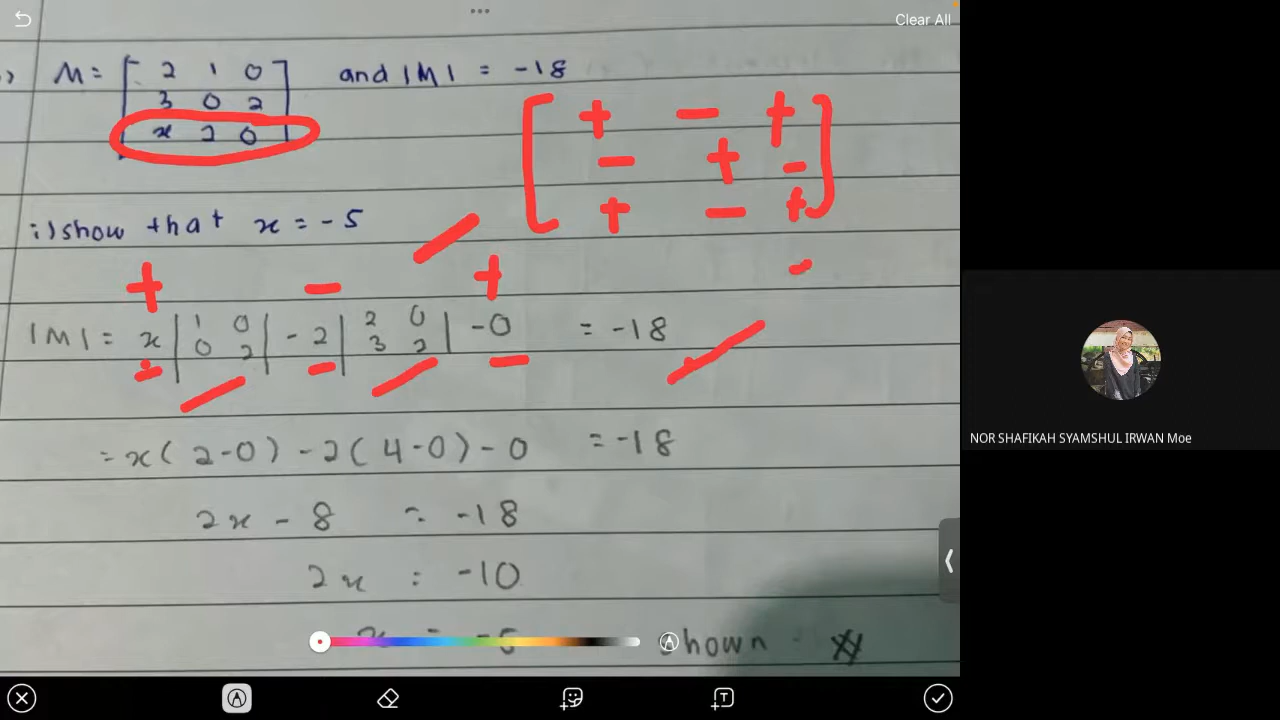 Clear All
M = [ 2 1 0 ] and |M| = -18
3 0 2
x 2 0
+ - +
- + -
+ - +
i) show that x = -5
+ - +
|M| = x | 1 0 | - 2 | 2 0 | - 0 = -18
0 2 3 2
= x ( 2-0 ) - 2 ( 4-0 ) - 0 = -18
2x - 8 = -18
2x = -10
x = -5 shown
NOR SHAFIKAH SYAMSHUL IRWAN Moe